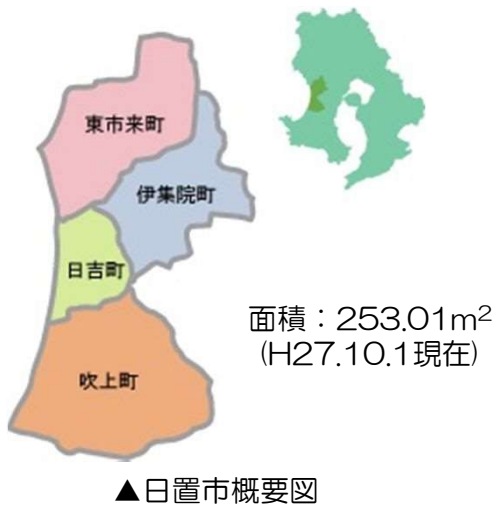 東市来町
伊集院町
日吉町
吹上町
面積：253.01m²
(H27.10.1現在)
▲日置市概要図